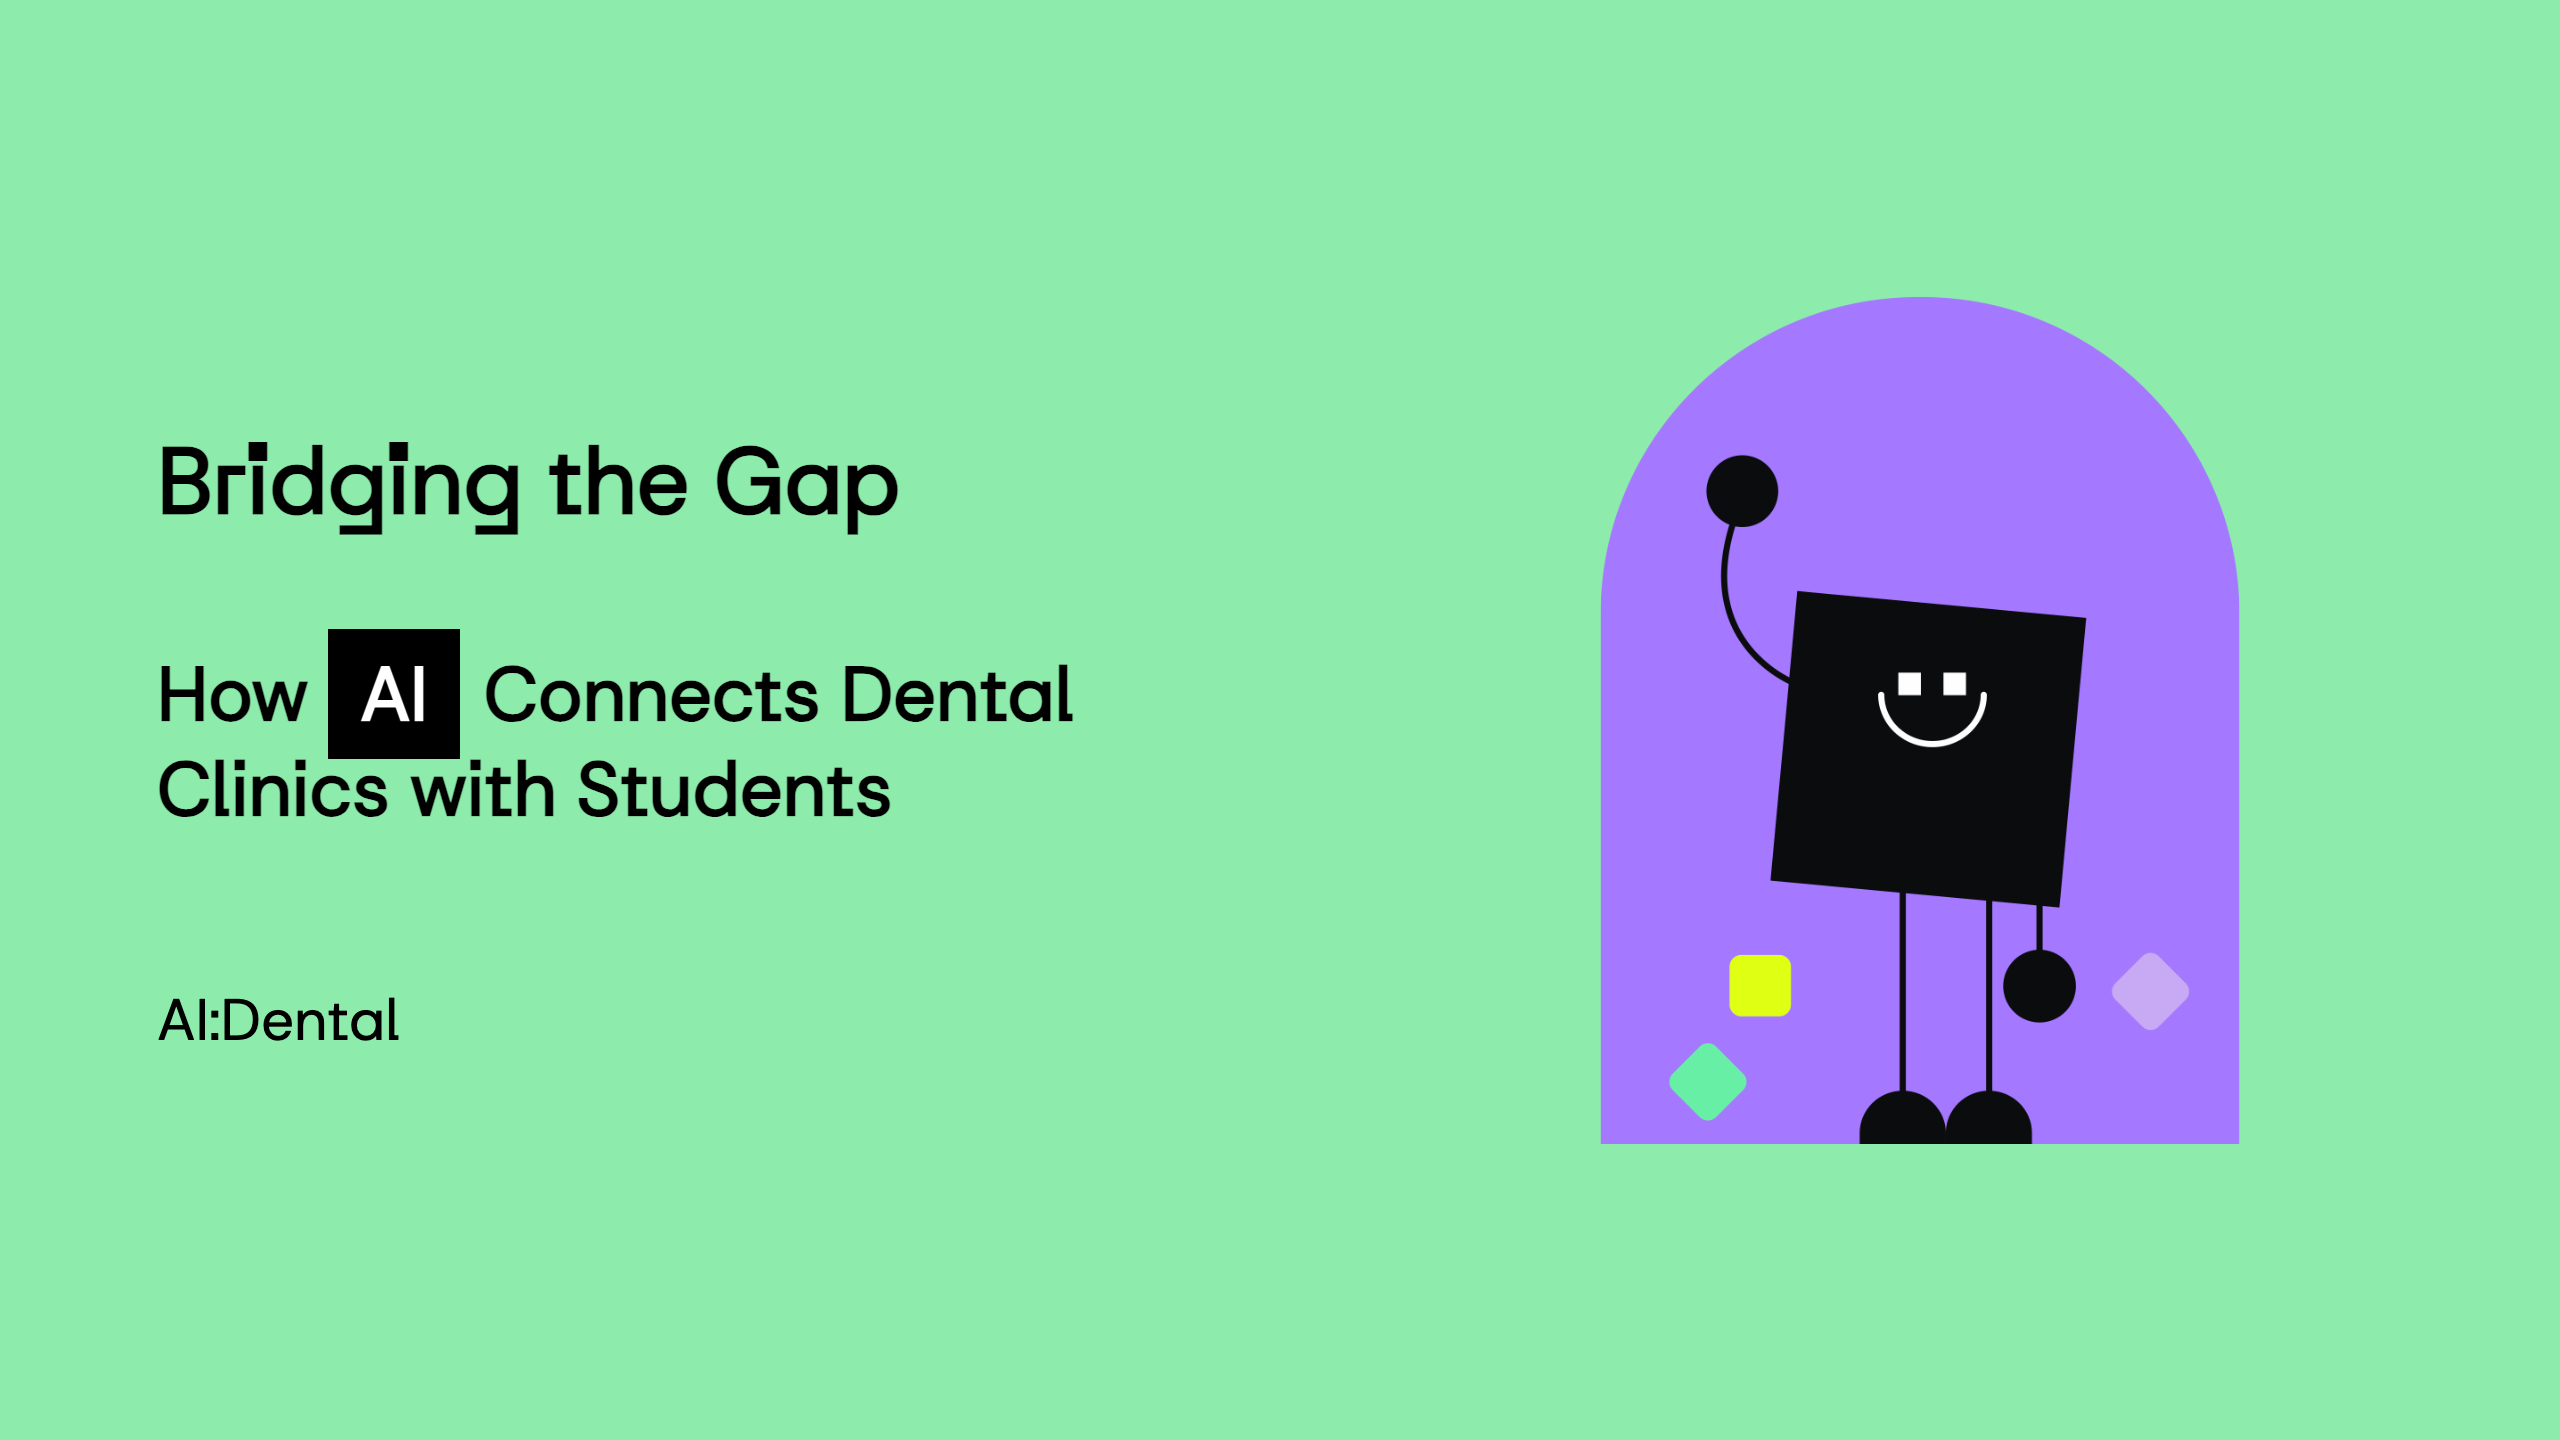 Bridging the Gap
How AI Connects Dental
Clinics with Students
AI:Dental